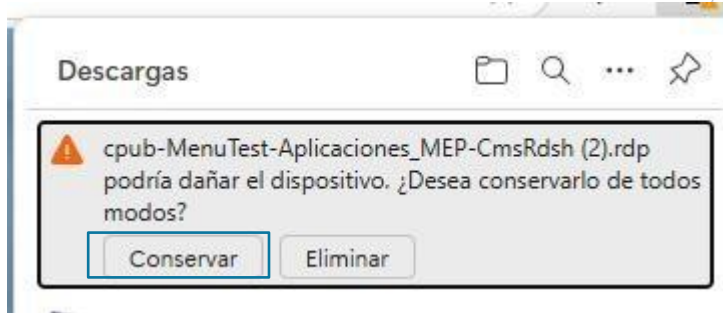 Descargas
cpub-MenuTest-Aplicaciones_MEP-CmsRdsh (2).rdp
podría dañar el dispositivo. ¿Desea conservarlo de todos
modos?
Conservar
Eliminar